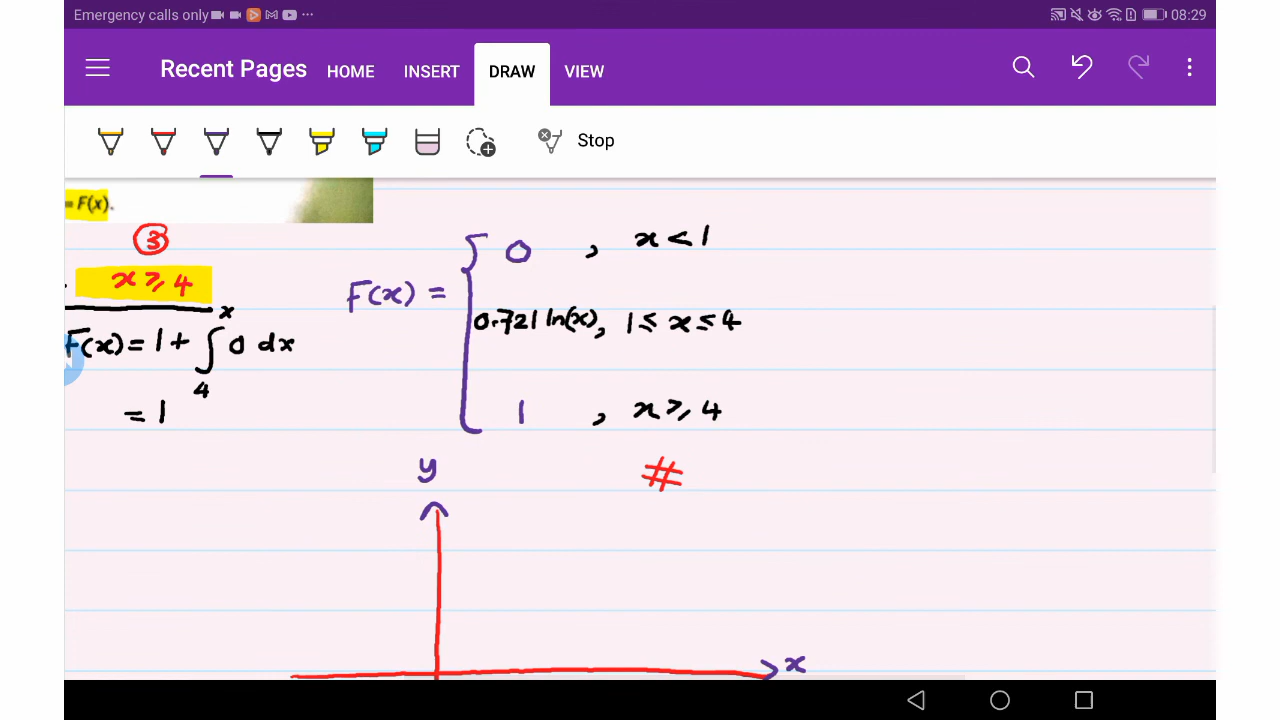 Emergency calls only ... 08:29
Recent Pages HOME INSERT DRAW VIEW
Stop
= F(x).
③
x ≥ 4
F(x) = 1 + ∫₄ˣ 0 dx
= 1
F(x) = {
0 , x < 1
0.721 ln(x), 1 ≤ x ≤ 4
1 , x ≥ 4
#
y
x